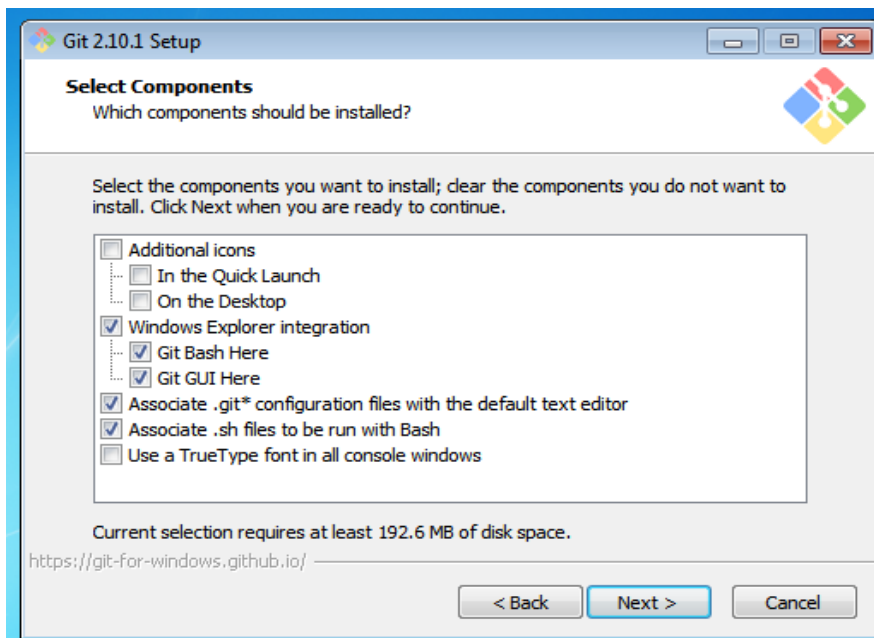 Git 2.10.1 Setup
Select Components
Which components should be installed?
Select the components you want to install; clear the components you do not want to
install. Click Next when you are ready to continue.
Additional icons
In the Quick Launch
On the Desktop
Windows Explorer integration
Git Bash Here
Git GUI Here
Associate .git* configuration files with the default text editor
Associate .sh files to be run with Bash
Use a TrueType font in all console windows
Current selection requires at least 192.6 MB of disk space.
https://git-for-windows.github.io/
< Back Next > Cancel